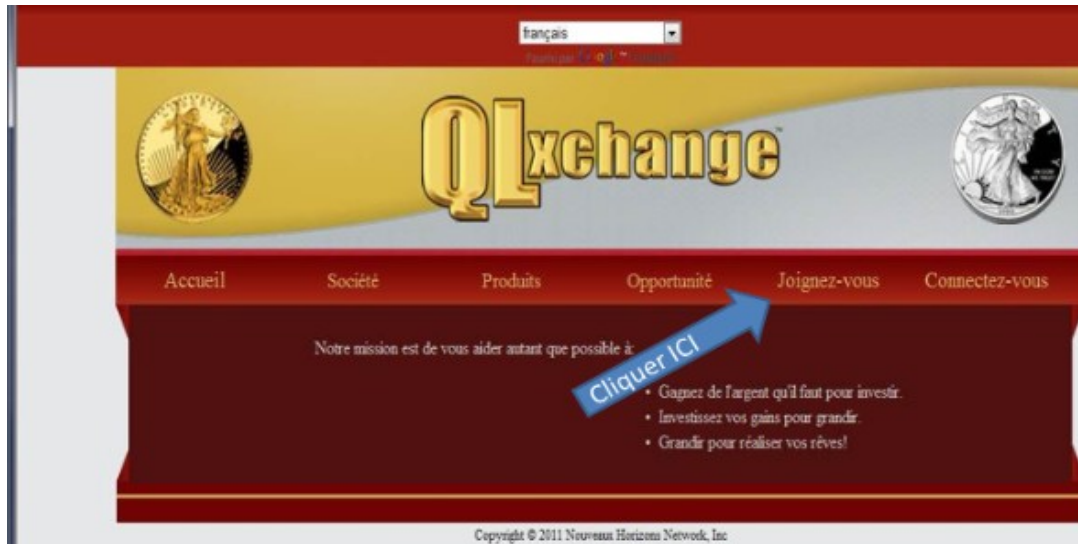 français
QLxchange™
Accueil Société Produits Opportunité Joignez-vous Connectez-vous
Notre mission est de vous aider autant que possible à:
Cliquer ICI
• Gagnez de l'argent qu'il faut pour investir.
• Investissez vos gains pour grandir.
• Grandir pour réaliser vos rêves!
Copyright © 2011 Nouveaux Horizons Network, Inc